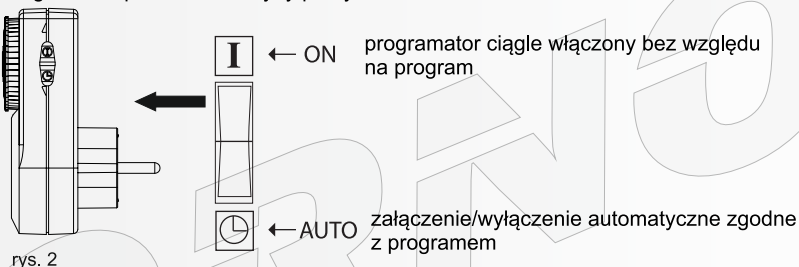 I ← ON programator ciągle włączony bez względu
na program
←AUTO załączenie/wyłączenie automatyczne zgodne
z programem
rys. 2